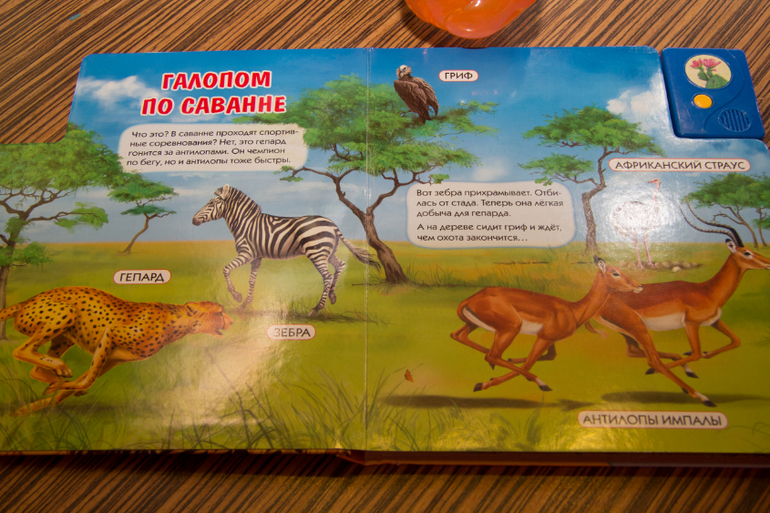 ГАЛОПОМ
ПО САВАННЕ
Что это? В саванне проходят спортив-
ные соревнования? Нет, это гепард
гонится за антилопами. Он чемпион
по бегу, но и антилопы тоже быстры.
ГЕПАРД
ЗЕБРА
ГРИФ
АФРИКАНСКИЙ СТРАУС
Вот зебра прихрамывает. Отби-
лась от стада. Теперь она лёгкая
добыча для гепарда.
А на дереве сидит гриф и ждёт,
чем охота закончится...
АНТИЛОПЫ ИМПАЛЫ